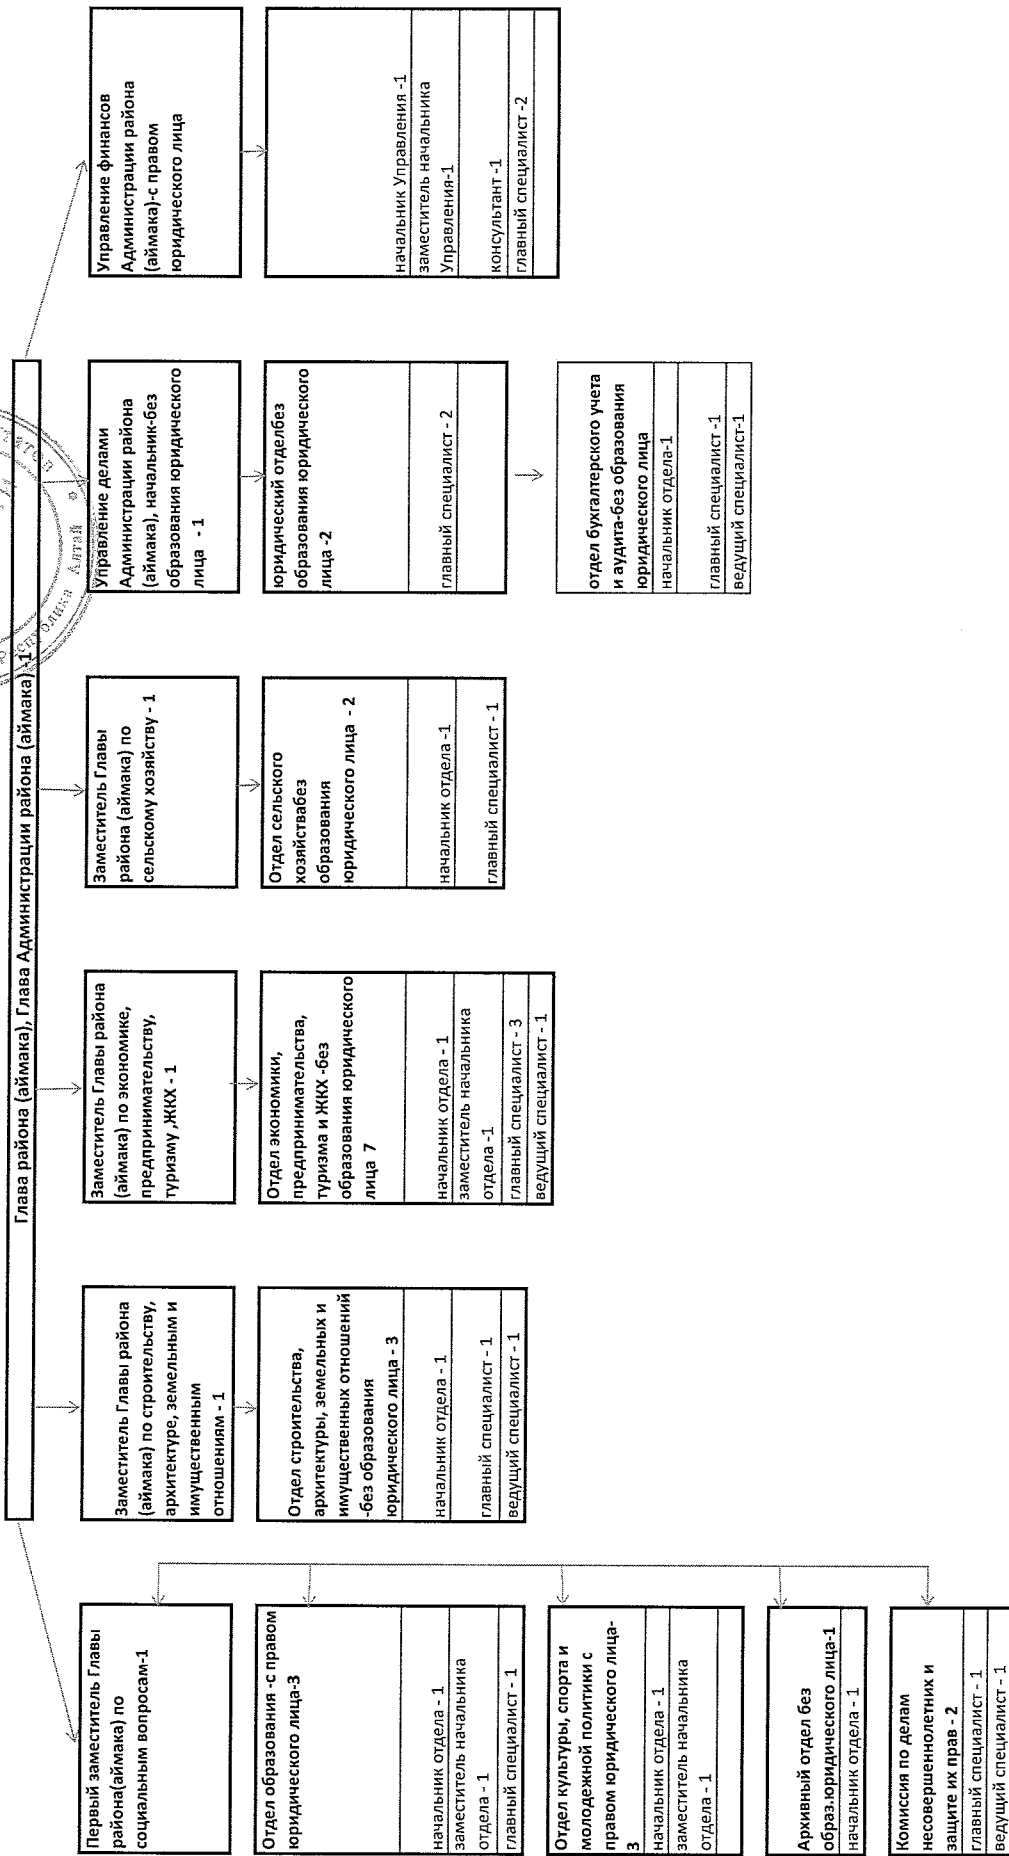 Глава района (аймака), Глава Администрации района (аймака) -1
Республика Алтай
Первый заместитель Главы
района(аймака) по
социальным вопросам-1
Отдел образования -с правом
юридического лица-3
начальник отдела - 1
заместитель начальника
отдела - 1
главный специалист - 1
Отдел культуры, спорта и
молодежной политики с
правом юридического лица-
3
начальник отдела - 1
заместитель начальника
отдела - 1
Архивный отдел без
образ.юридического лица-1
начальник отдела - 1
Комиссия по делам
несовершеннолетних и
защите их прав - 2
главный специалист - 1
ведущий специалист - 1
Заместитель Главы района
(аймака) по строительству,
архитектуре, земельным и
имущественным
отношениям - 1
Отдел строительства,
архитектуры, земельных и
имущественных отношений
-без образования
юридического лица - 3
начальник отдела - 1
главный специалист - 1
ведущий специалист - 1
Заместитель Главы района
(аймака) по экономике,
предпринимательству,
туризму ,ЖКХ - 1
Отдел экономики,
предпринимательства,
туризма и ЖКХ -без
образования юридического
лица 7
начальник отдела - 1
заместитель начальника
отдела -1
главный специалист - 3
ведущий специалист - 1
Заместитель Главы
района (аймака) по
сельскому хозяйству - 1
Отдел сельского
хозяйствабез
образования
юридического лица - 2
начальник отдела -1
главный специалист - 1
Управление делами
Администрации района
(аймака), начальник-без
образования юридического
лица - 1
юридический отделбез
образования юридического
лица -2
главный специалист - 2
отдел бухгалтерского учета
и аудита-без образования
юридического лица
начальник отдела-1
главный специалист -1
ведущий специалист-1
Управление финансов
Администрации района
(аймака)-с правом
юридического лица
начальник Управления -1
заместитель начальника
Управления-1
консультант -1
главный специалист -2